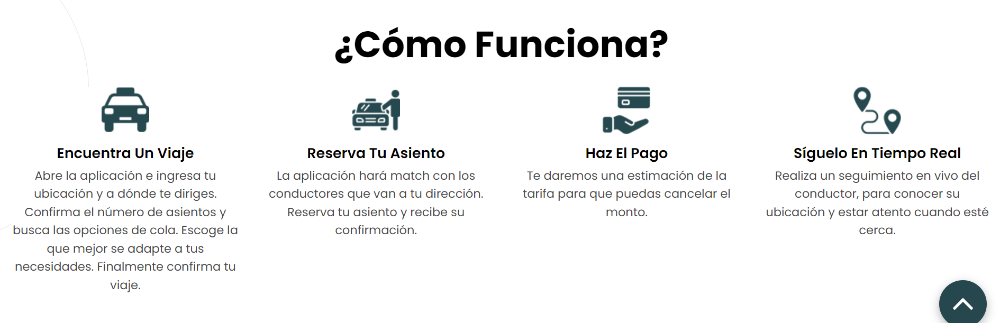 ¿Cómo Funciona?
Encuentra Un Viaje
Abre la aplicación e ingresa tu
ubicación y a dónde te diriges.
Confirma el número de asientos y
busca las opciones de cola. Escoge la
que mejor se adapte a tus
necesidades. Finalmente confirma tu
viaje.
Reserva Tu Asiento
La aplicación hará match con los
conductores que van a tu dirección.
Reserva tu asiento y recibe su
confirmación.
Haz El Pago
Te daremos una estimación de la
tarifa para que puedas cancelar el
monto.
Síguelo En Tiempo Real
Realiza un seguimiento en vivo del
conductor, para conocer su
ubicación y estar atento cuando esté
cerca.